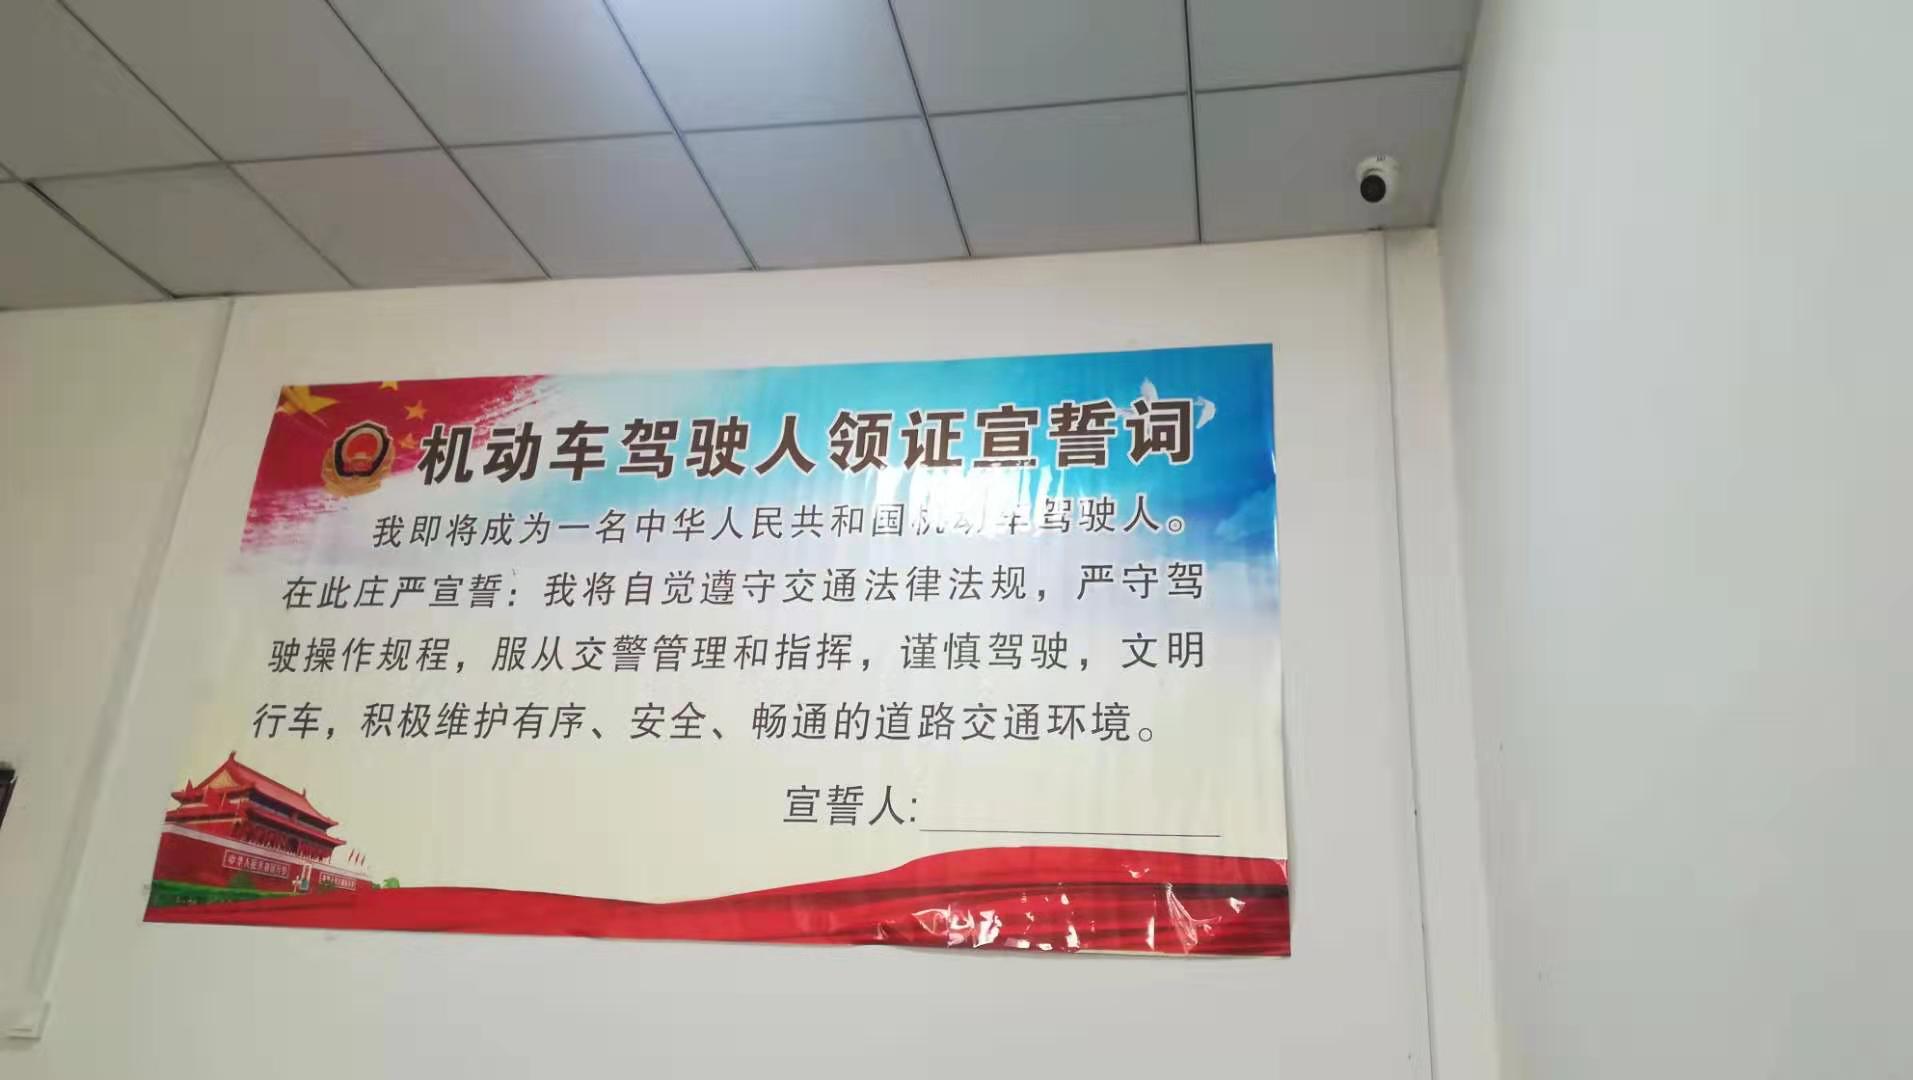 机动车驾驶人领证宣誓词
我即将成为一名中华人民共和国机动车驾驶人。
在此庄严宣誓：我将自觉遵守交通法律法规，严守驾
驶操作规程，服从交警管理和指挥，谨慎驾驶，文明
行车，积极维护有序、安全、畅通的道路交通环境。
宣誓人: